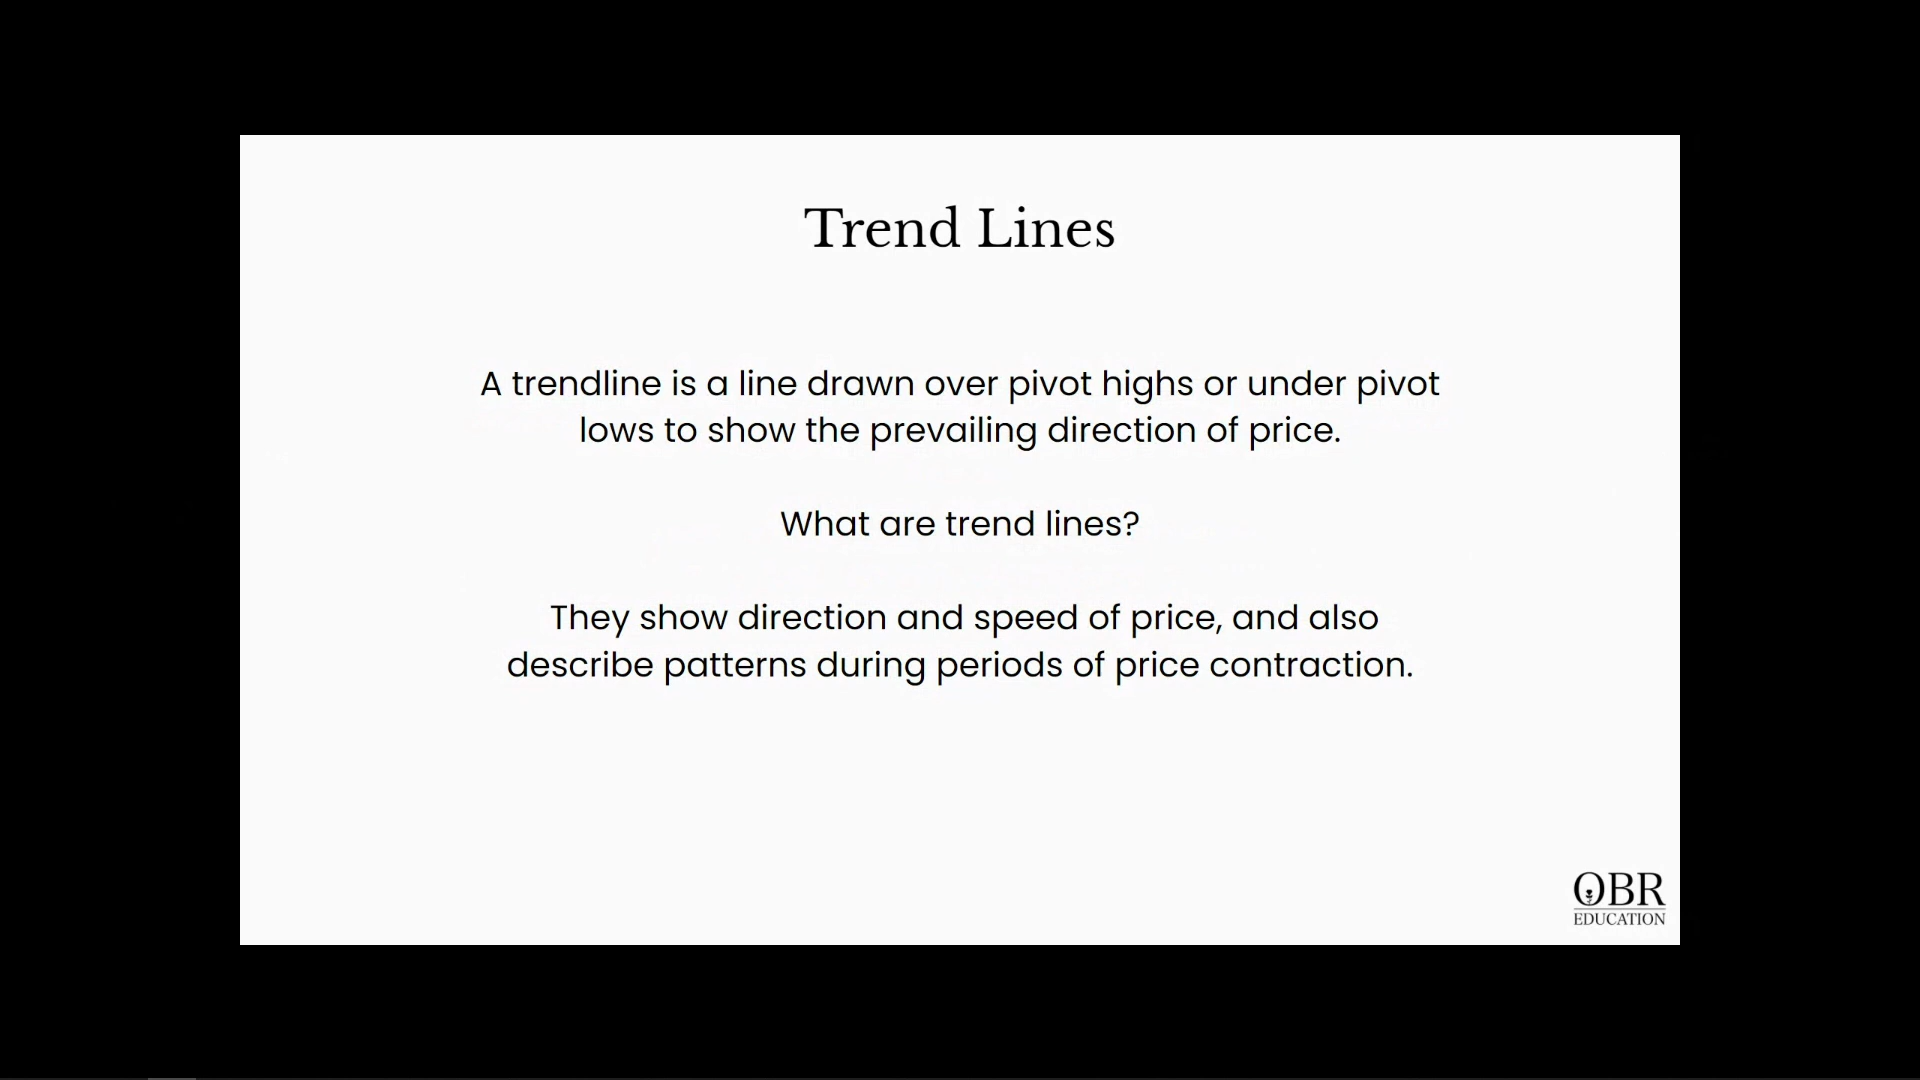 Trend Lines
A trendline is a line drawn over pivot highs or under pivot
lows to show the prevailing direction of price.
What are trend lines?
They show direction and speed of price, and also
describe patterns during periods of price contraction.
OBR
EDUCATION